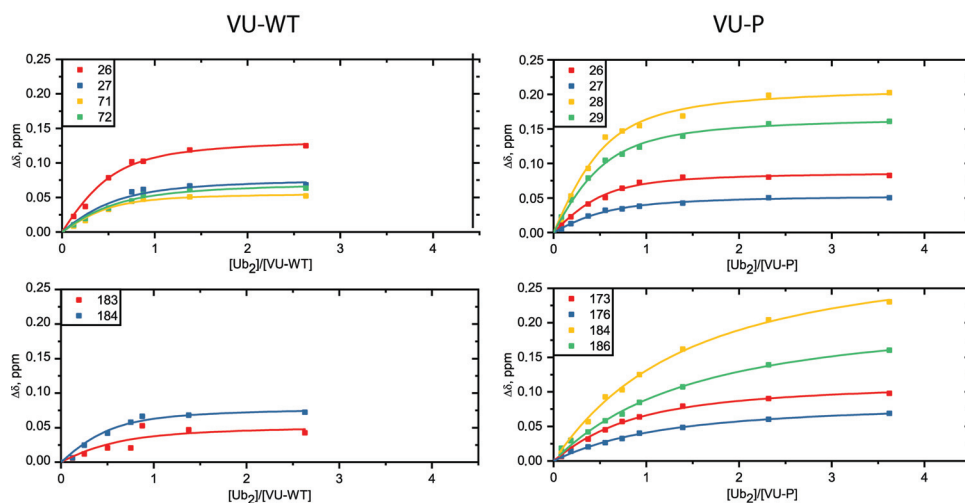 VU-WT
VU-P
0,25
0,20
0,15
0,10
0,05
0,00
Δδ, ppm
26
27
71
72
0 1 2 3 4
[Ub₂]/[VU-WT]
0,25
0,20
0,15
0,10
0,05
0,00
Δδ, ppm
26
27
28
29
0 1 2 3 4
[Ub₂]/[VU-P]
0,25
0,20
0,15
0,10
0,05
0,00
Δδ, ppm
183
184
0 1 2 3 4
[Ub₂]/[VU-WT]
0,25
0,20
0,15
0,10
0,05
0,00
Δδ, ppm
173
176
184
186
0 1 2 3 4
[Ub₂]/[VU-P]